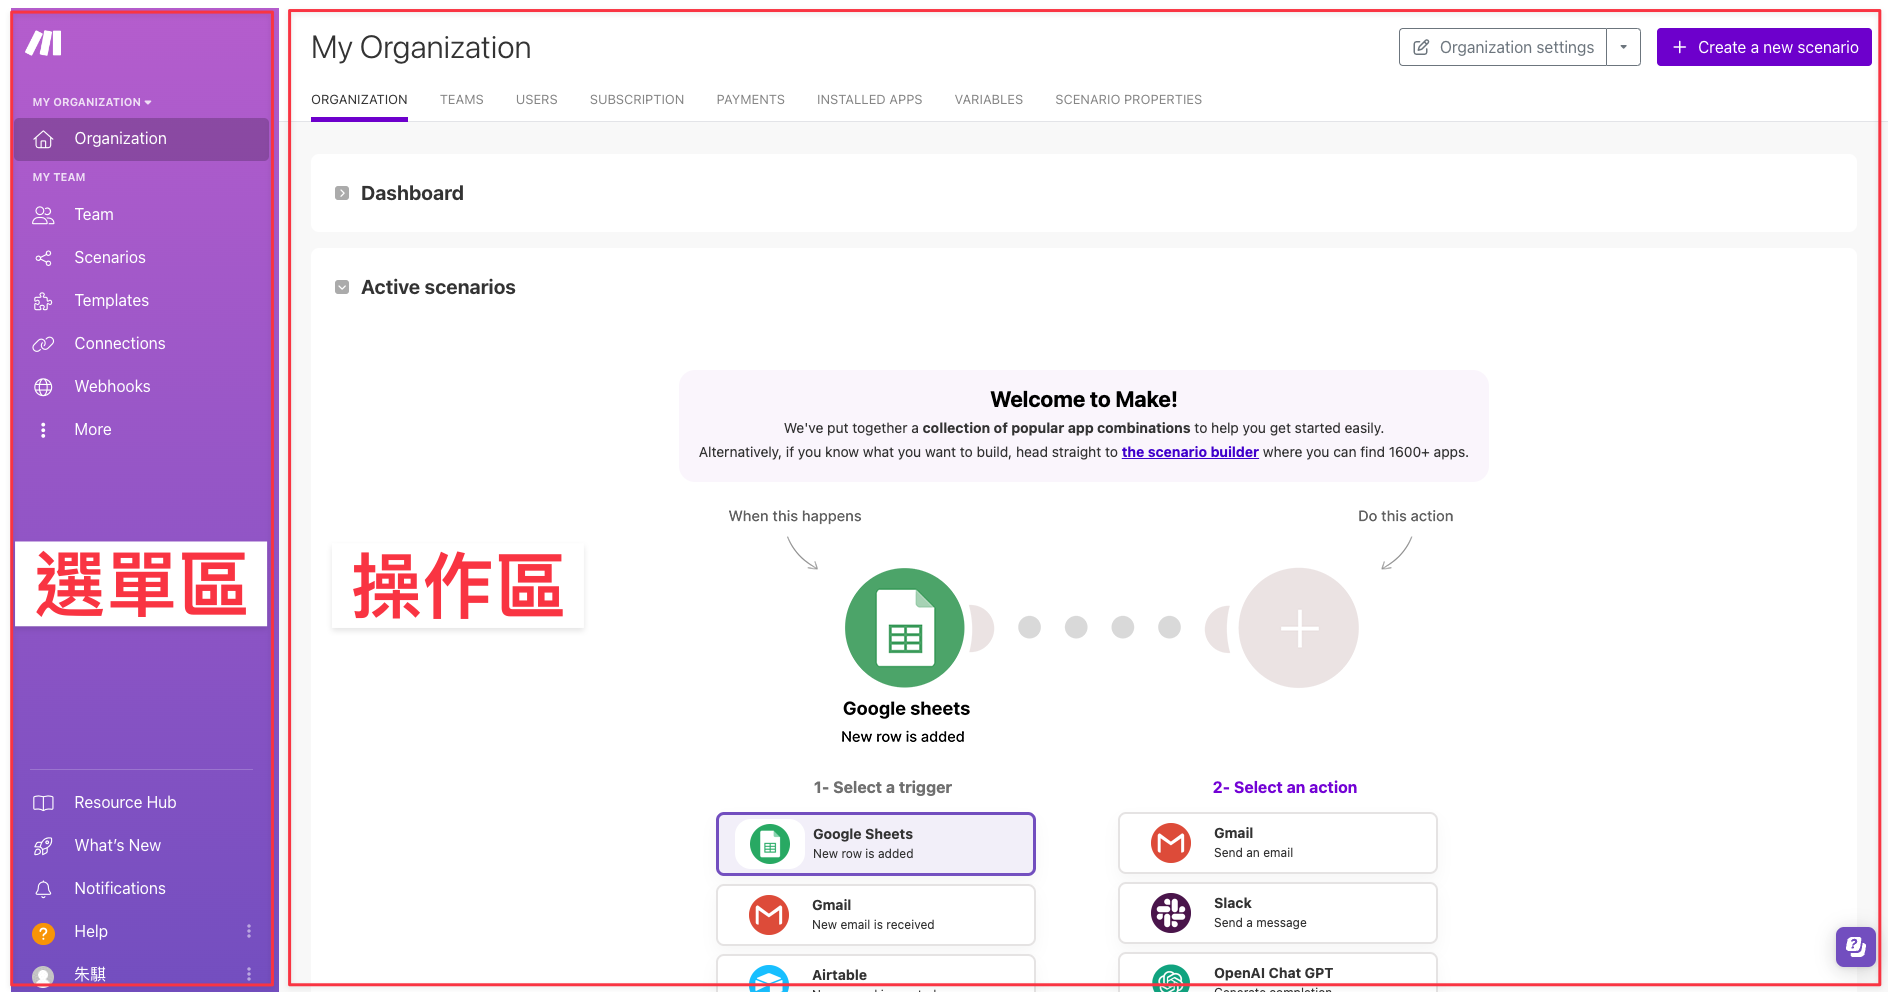 MY ORGANIZATION
Organization
MY TEAM
Team
Scenarios
Templates
Connections
Webhooks
More
選單區
Resource Hub
What's New
Notifications
Help
朱騏
My Organization
Organization settings
Create a new scenario
ORGANIZATION TEAMS USERS SUBSCRIPTION PAYMENTS INSTALLED APPS VARIABLES SCENARIO PROPERTIES
Dashboard
Active scenarios
Welcome to Make!
We've put together a collection of popular app combinations to help you get started easily.
Alternatively, if you know what you want to build, head straight to the scenario builder where you can find 1600+ apps.
When this happens
Do this action
操作區
Google sheets
New row is added
1- Select a trigger
Google Sheets
New row is added
Gmail
New email is received
Airtable
2- Select an action
Gmail
Send an email
Slack
Send a message
OpenAI Chat GPT